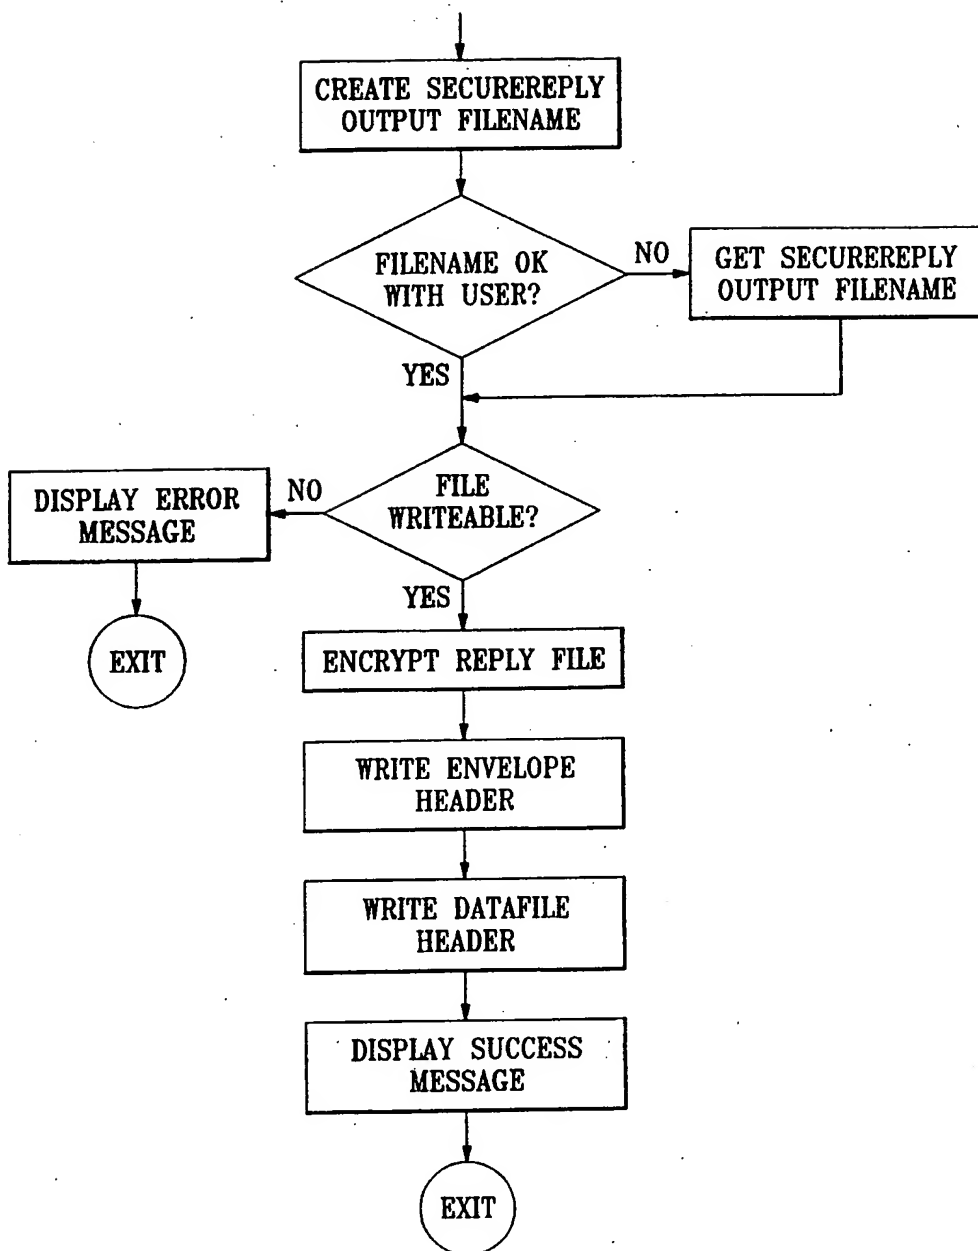 CREATE SECUREREPLY
OUTPUT FILENAME
FILENAME OK
WITH USER?
NO
GET SECUREREPLY
OUTPUT FILENAME
YES
FILE
WRITEABLE?
NO
DISPLAY ERROR
MESSAGE
EXIT
YES
ENCRYPT REPLY FILE
WRITE ENVELOPE
HEADER
WRITE DATAFILE
HEADER
DISPLAY SUCCESS
MESSAGE
EXIT